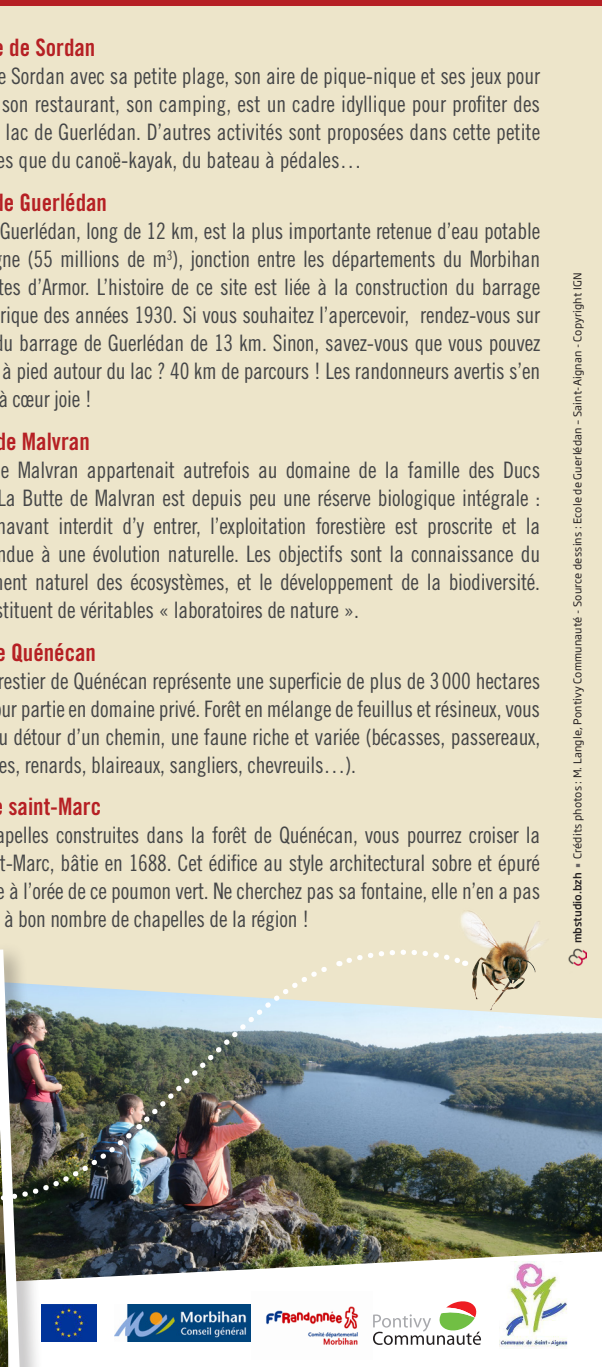 e de Sordan
e Sordan avec sa petite plage, son aire de pique-nique et ses jeux pour
son restaurant, son camping, est un cadre idyllique pour profiter des
lac de Guerlédan. D’autres activités sont proposées dans cette petite
es que du canoë-kayak, du bateau à pédales…
de Guerlédan
Guerlédan, long de 12 km, est la plus importante retenue d’eau potable
gne (55 millions de m³), jonction entre les départements du Morbihan
tes d’Armor. L’histoire de ce site est liée à la construction du barrage
rique des années 1930. Si vous souhaitez l’apercevoir, rendez-vous sur
du barrage de Guerlédan de 13 km. Sinon, savez-vous que vous pouvez
à pied autour du lac ? 40 km de parcours ! Les randonneurs avertis s’en
à cœur joie !
de Malvran
e Malvran appartenait autrefois au domaine de la famille des Ducs
La Butte de Malvran est depuis peu une réserve biologique intégrale :
navant interdit d’y entrer, l’exploitation forestière est proscrite et la
ndue à une évolution naturelle. Les objectifs sont la connaissance du
ment naturel des écosystèmes, et le développement de la biodiversité.
stituent de véritables « laboratoires de nature ».
e Quénécan
restier de Quénécan représente une superficie de plus de 3 000 hectares
our partie en domaine privé. Forêt en mélange de feuillus et résineux, vous
u détour d’un chemin, une faune riche et variée (bécasses, passereaux,
es, renards, blaireaux, sangliers, chevreuils…).
e saint-Marc
apelles construites dans la forêt de Quénécan, vous pourrez croiser la
t-Marc, bâtie en 1688. Cet édifice au style architectural sobre et épuré
e à l’orée de ce poumon vert. Ne cherchez pas sa fontaine, elle n’en a pas
à bon nombre de chapelles de la région !
mbstudio.bzh • Crédits photos : M. Langle, Pontivy Communauté - Source dessins : Ecole de Guerlédan – Saint-Aignan - Copyright IGN
Morbihan
Conseil général
FFRandonnée
Comité départemental
Morbihan
Pontivy
Communauté
Commune de Saint-Aignan